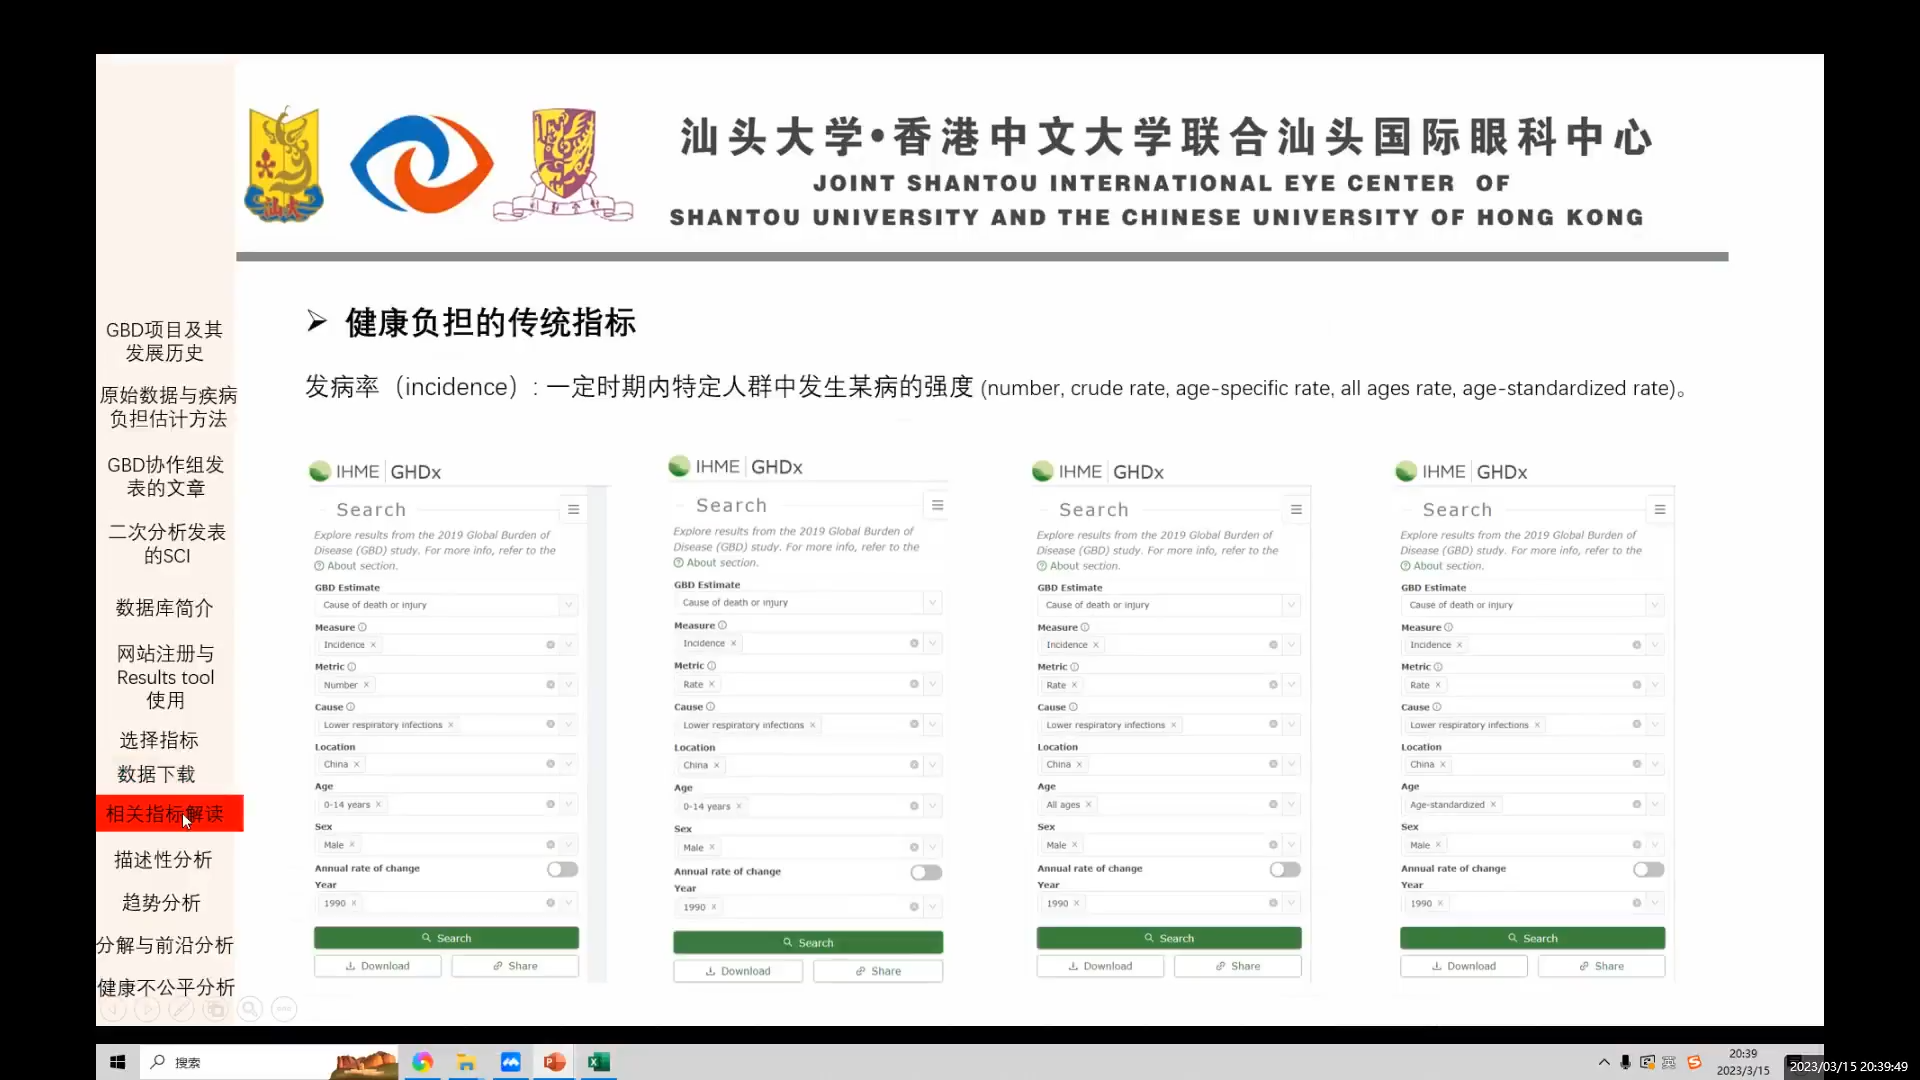 汕头大学•香港中文大学联合汕头国际眼科中心
JOINT SHANTOU INTERNATIONAL EYE CENTER OF
SHANTOU UNIVERSITY AND THE CHINESE UNIVERSITY OF HONG KONG
GBD项目及其
发展历史
原始数据与疾病
负担估计方法
GBD协作组发
表的文章
二次分析发表
的SCI
数据库简介
网站注册与
Results tool
使用
选择指标
数据下载
相关指标解读
描述性分析
趋势分析
分解与前沿分析
健康不公平分析
➢ 健康负担的传统指标
发病率（incidence）: 一定时期内特定人群中发生某病的强度 (number, crude rate, age-specific rate, all ages rate, age-standardized rate)。
IHME | GHDx
Search
Explore results from the 2019 Global Burden of
Disease (GBD) study. For more info, refer to the
About section.
GBD Estimate
Cause of death or injury
Measure
Incidence ×
Metric
Number ×
Cause
Lower respiratory infections ×
Location
China ×
Age
0-14 years ×
Sex
Male ×
Annual rate of change
Year
1990 ×
Search
Download
Share
IHME | GHDx
Search
Explore results from the 2019 Global Burden of
Disease (GBD) study. For more info, refer to the
About section.
GBD Estimate
Cause of death or injury
Measure
Incidence ×
Metric
Rate ×
Cause
Lower respiratory infections ×
Location
China ×
Age
0-14 years ×
Sex
Male ×
Annual rate of change
Year
1990 ×
Search
Download
Share
IHME | GHDx
Search
Explore results from the 2019 Global Burden of
Disease (GBD) study. For more info, refer to the
About section.
GBD Estimate
Cause of death or injury
Measure
Incidence ×
Metric
Rate ×
Cause
Lower respiratory infections ×
Location
China ×
Age
All ages ×
Sex
Male ×
Annual rate of change
Year
1990 ×
Search
Download
Share
IHME | GHDx
Search
Explore results from the 2019 Global Burden of
Disease (GBD) study. For more info, refer to the
About section.
GBD Estimate
Cause of death or injury
Measure
Incidence ×
Metric
Rate ×
Cause
Lower respiratory infections ×
Location
China ×
Age
Age-standardized ×
Sex
Male ×
Annual rate of change
Year
1990 ×
Search
Download
Share
搜索
英
20:39
2023/3/15
2023/03/15 20:39:49